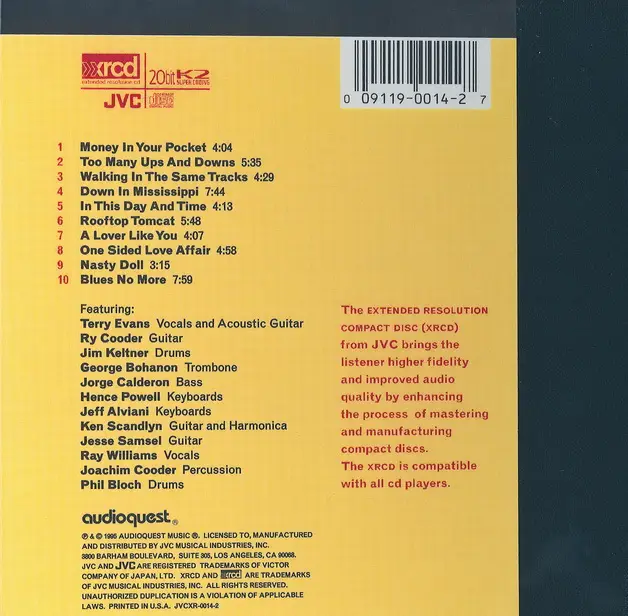 xrcd
extended resolution cd
20bit K2
SUPER CODING
JVC
COMPACT
disc
DIGITAL AUDIO
0 09119-0014-2 7
1 Money In Your Pocket 4:04
2 Too Many Ups And Downs 5:35
3 Walking In The Same Tracks 4:29
4 Down In Mississippi 7:44
5 In This Day And Time 4:13
6 Rooftop Tomcat 5:48
7 A Lover Like You 4:07
8 One Sided Love Affair 4:58
9 Nasty Doll 3:15
10 Blues No More 7:59
Featuring:
Terry Evans Vocals and Acoustic Guitar
Ry Cooder Guitar
Jim Keltner Drums
George Bohanon Trombone
Jorge Calderon Bass
Hence Powell Keyboards
Jeff Alviani Keyboards
Ken Scandlyn Guitar and Harmonica
Jesse Samsel Guitar
Ray Williams Vocals
Joachim Cooder Percussion
Phil Bloch Drums
The EXTENDED RESOLUTION
COMPACT DISC (XRCD)
from JVC brings the
listener higher fidelity
and improved audio
quality by enhancing
the process of mastering
and manufacturing
compact discs.
The XRCD is compatible
with all cd players.
audioquest®
℗ & © 1995 AUDIOQUEST MUSIC ®. LICENSED TO, MANUFACTURED
AND DISTRIBUTED BY JVC MUSICAL INDUSTRIES, INC.
3800 BARHAM BOULEVARD, SUITE 305, LOS ANGELES, CA 90068.
JVC AND JVC ARE REGISTERED TRADEMARKS OF VICTOR
COMPANY OF JAPAN, LTD. XRCD AND xrcd ARE TRADEMARKS
OF JVC MUSICAL INDUSTRIES, INC. ALL RIGHTS RESERVED.
UNAUTHORIZED DUPLICATION IS A VIOLATION OF APPLICABLE
LAWS. PRINTED IN U.S.A. JVCXR-0014-2